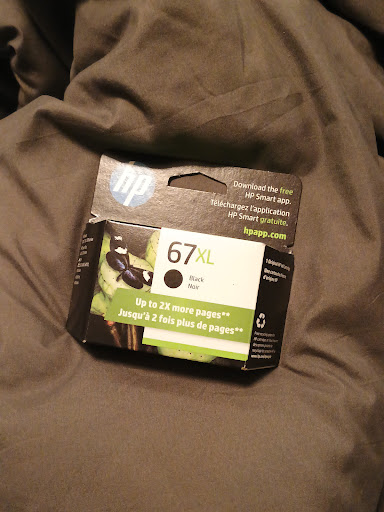 hp
Download the free
HP Smart app.
Téléchargez l'application
HP Smart gratuite.
hpapp.com
67XL
Black
Noir
Up to 2X more pages**
Jusqu'à 2 fois plus de pages**